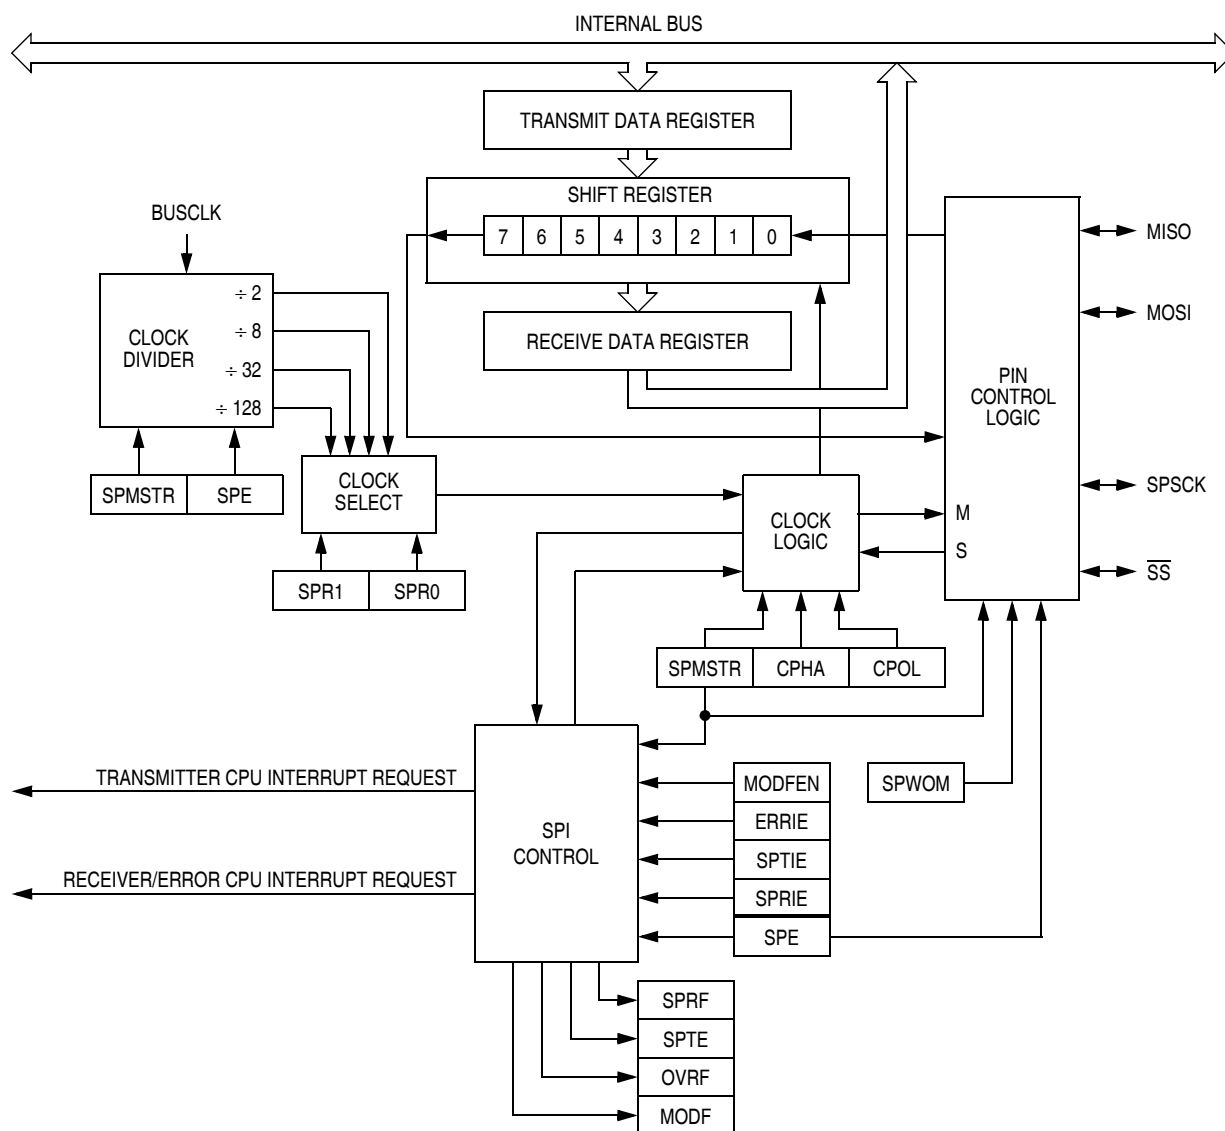 INTERNAL BUS
TRANSMIT DATA REGISTER
SHIFT REGISTER
7 6 5 4 3 2 1 0
BUSCLK
÷ 2
÷ 8
÷ 32
÷ 128
CLOCK
DIVIDER
RECEIVE DATA REGISTER
MISO
MOSI
PIN
CONTROL
LOGIC
SPMSTR SPE
CLOCK
SELECT
SPSCK
M
S
CLOCK
LOGIC
SS
SPR1 SPR0
SPMSTR CPHA CPOL
TRANSMITTER CPU INTERRUPT REQUEST
MODFEN
SPWOM
ERRIE
SPI
CONTROL
SPTIE
RECEIVER/ERROR CPU INTERRUPT REQUEST
SPRIE
SPE
SPRF
SPTE
OVRF
MODF